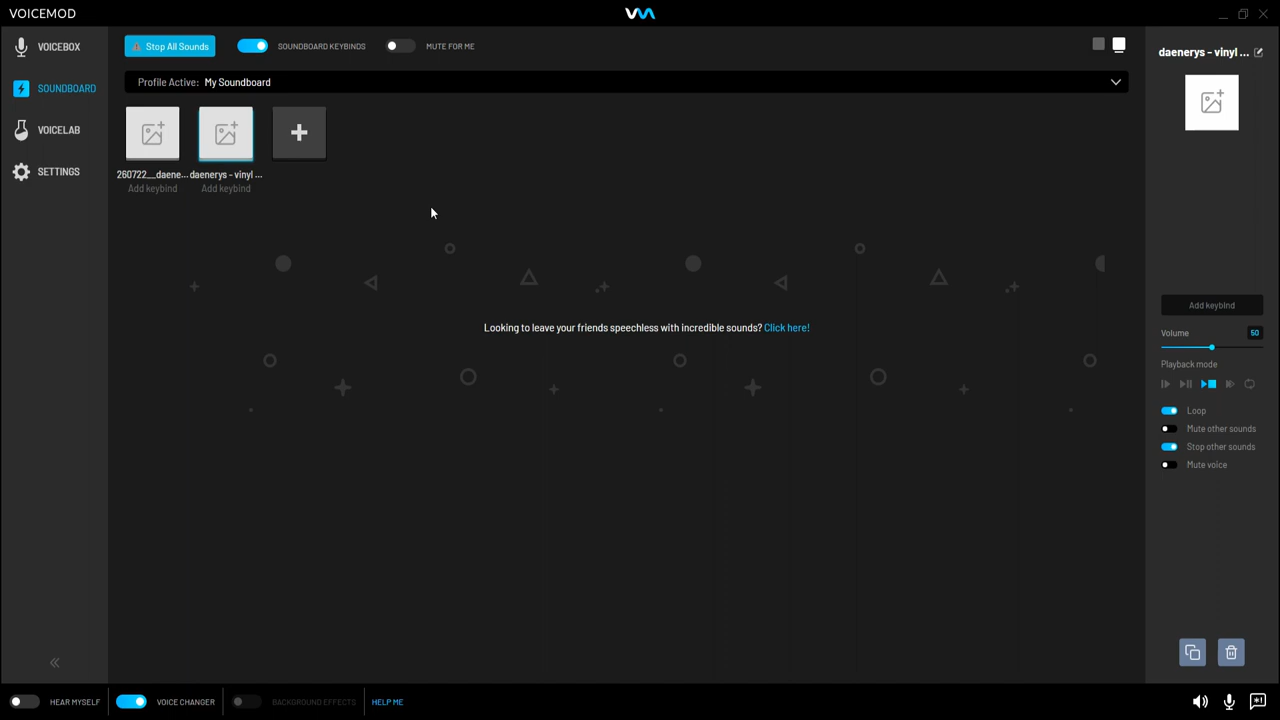 VOICEMOD
VOICEBOX
SOUNDBOARD
VOICELAB
SETTINGS
Stop All Sounds
SOUNDBOARD KEYBINDS
MUTE FOR ME
Profile Active: My Soundboard
260722__daene...
Add keybind
daenerys - vinyl ...
Add keybind
Looking to leave your friends speechless with incredible sounds? Click here!
daenerys - vinyl ...
Add keybind
Volume 50
Playback mode
Loop
Mute other sounds
Stop other sounds
Mute voice
HEAR MYSELF
VOICE CHANGER
BACKGROUND EFFECTS
HELP ME